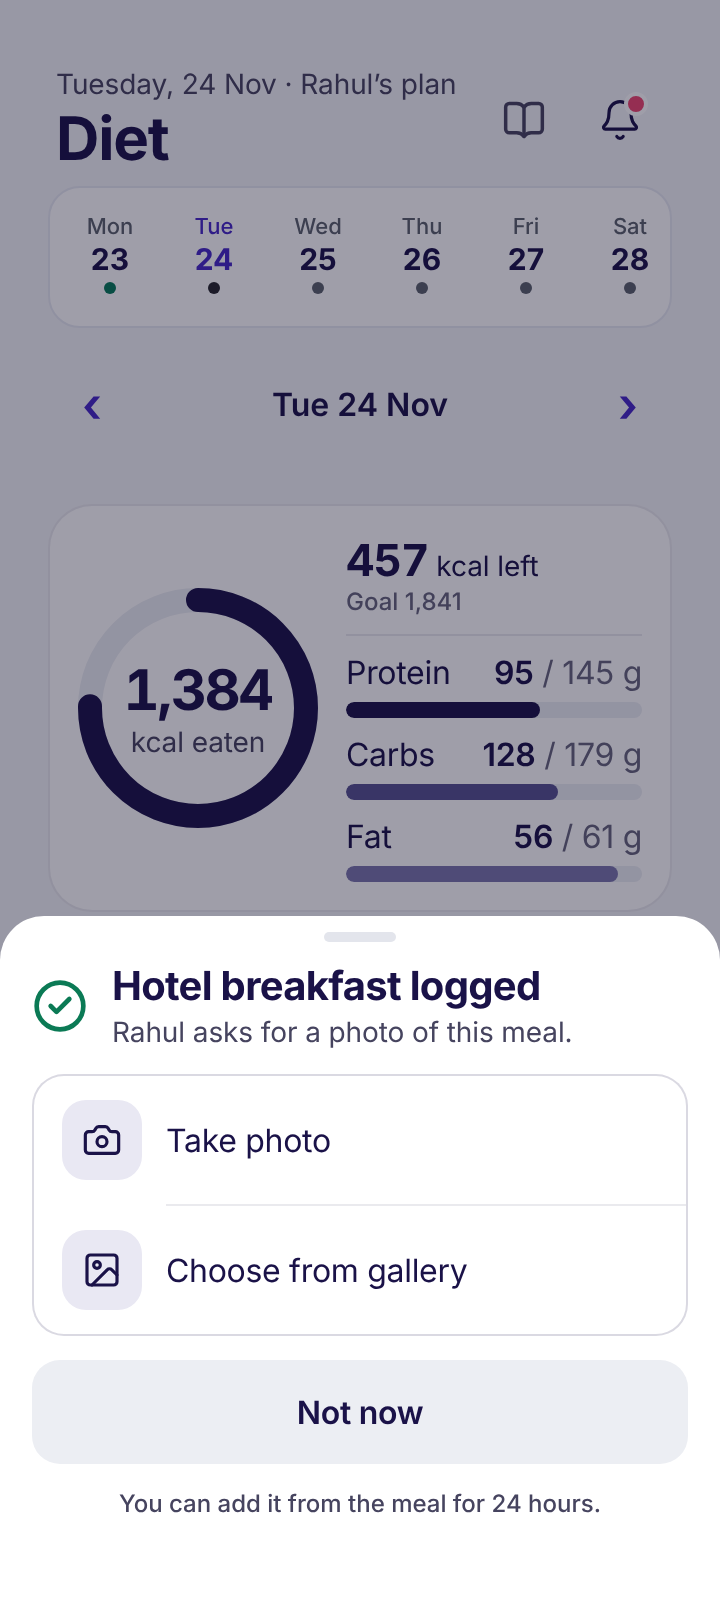 Tuesday, 24 Nov · Rahul’s plan
Diet
Mon Tue Wed Thu Fri Sat
23 24 25 26 27 28
Tue 24 Nov
457 kcal left
Goal 1,841
1,384
kcal eaten
Protein 95 / 145 g
Carbs 128 / 179 g
Fat 56 / 61 g
Hotel breakfast logged
Rahul asks for a photo of this meal.
Take photo
Choose from gallery
Not now
You can add it from the meal for 24 hours.